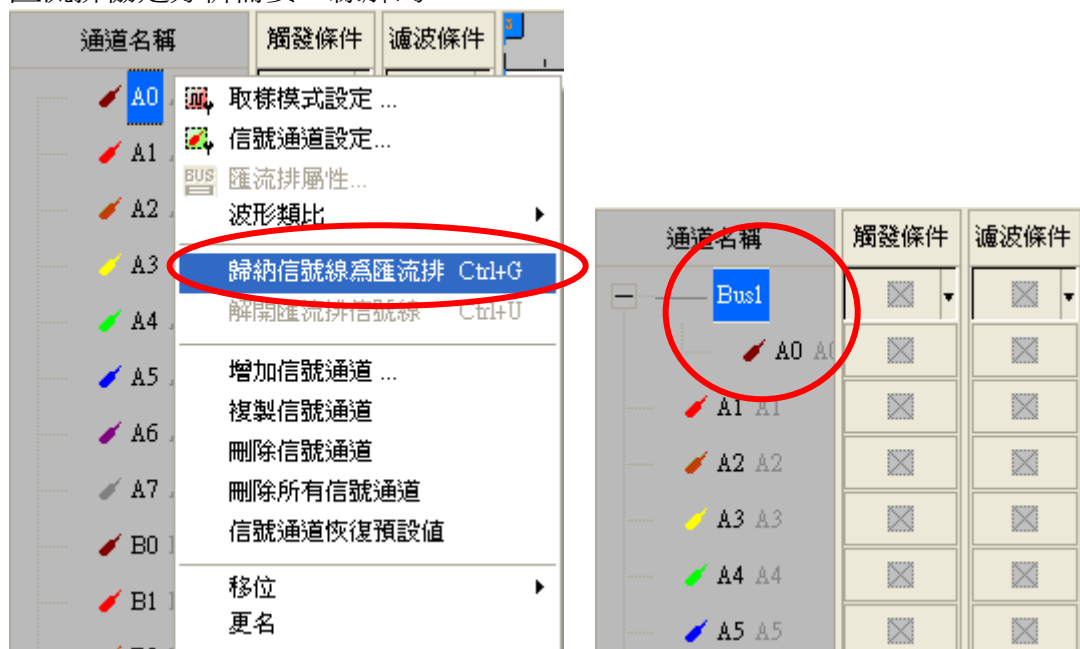 通道名稱 觸發條件 濾波條件
A0
取樣模式設定 ...
信號通道設定...
A1
BUS 匯流排屬性...
A2
波形類比
A3
歸納信號線爲匯流排 Ctrl+G
A4
解開匯流排信號線 Ctrl+U
A5
增加信號通道 ...
A6
複製信號通道
刪除信號通道
A7
刪除所有信號通道
B0
信號通道恢復預設值
B1
移位
更名
通道名稱 觸發條件 濾波條件
Bus1
A0 A0
A1 A1
A2 A2
A3 A3
A4 A4
A5 A5